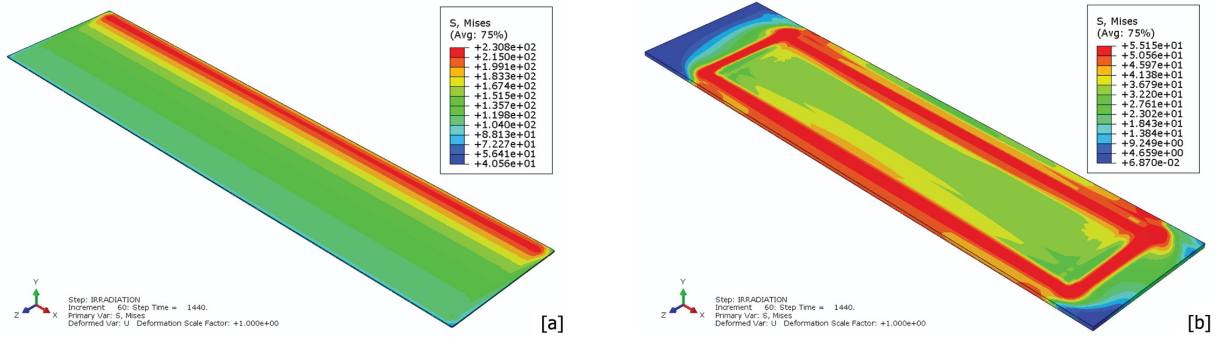 S, Mises
(Avg: 75%)
+2.308e+02
+2.150e+02
+1.991e+02
+1.833e+02
+1.674e+02
+1.515e+02
+1.357e+02
+1.198e+02
+1.040e+02
+8.813e+01
+7.227e+01
+5.641e+01
+4.056e+01
Y
Z
X
Step: IRRADIATION
Increment 60: Step Time = 1440.
Primary Var: S, Mises
Deformed Var: U Deformation Scale Factor: +1.000e+00
[a]
S, Mises
(Avg: 75%)
+5.515e+01
+5.056e+01
+4.597e+01
+4.138e+01
+3.679e+01
+3.220e+01
+2.761e+01
+2.302e+01
+1.843e+01
+1.384e+01
+9.249e+00
+4.659e+00
+6.870e-02
Y
Z
X
Step: IRRADIATION
Increment 60: Step Time = 1440.
Primary Var: S, Mises
Deformed Var: U Deformation Scale Factor: +1.000e+00
[b]